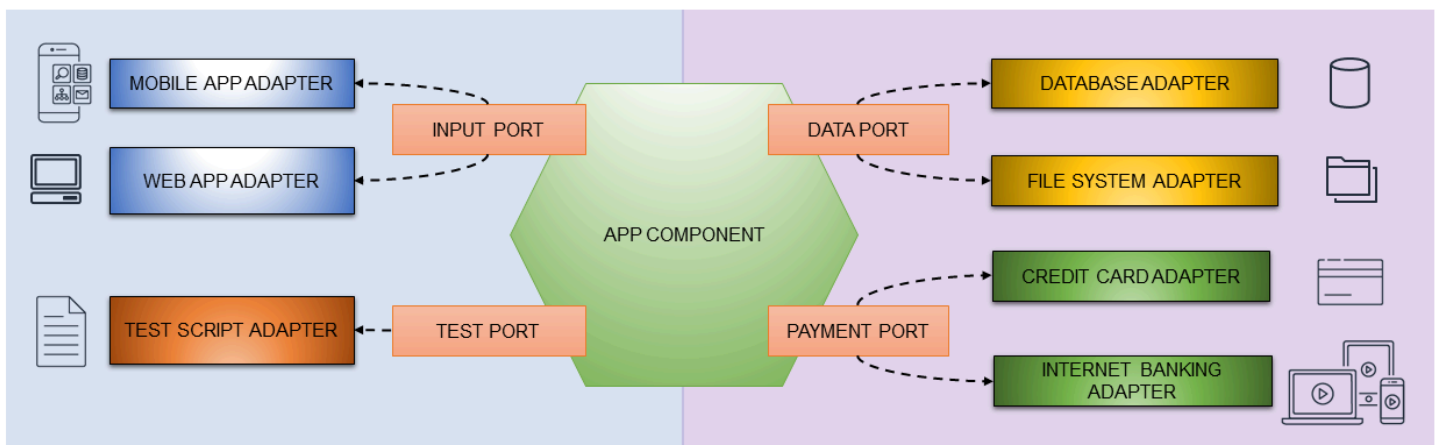 MOBILE APP ADAPTER
INPUT PORT
WEB APP ADAPTER
TEST SCRIPT ADAPTER
TEST PORT
APP COMPONENT
DATA PORT
DATABASE ADAPTER
FILE SYSTEM ADAPTER
CREDIT CARD ADAPTER
PAYMENT PORT
INTERNET BANKING
ADAPTER